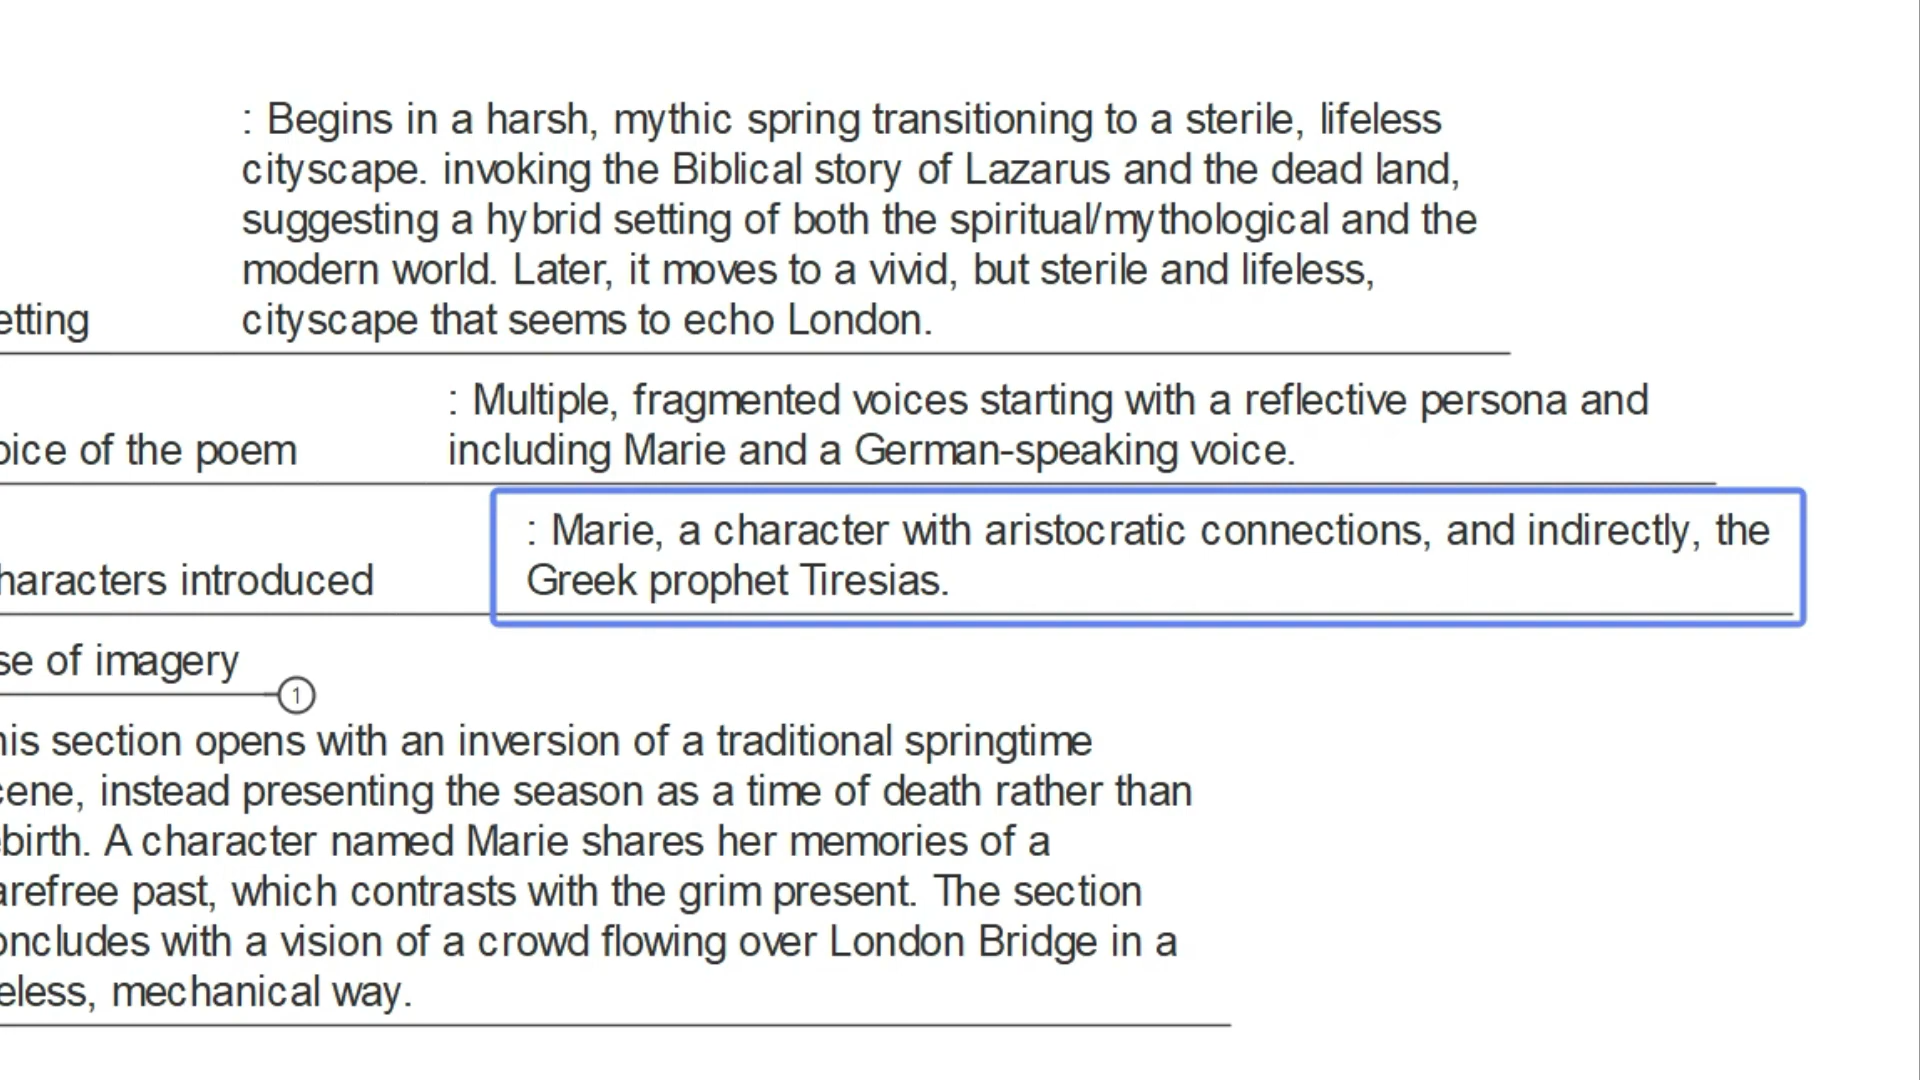 : Begins in a harsh, mythic spring transitioning to a sterile, lifeless
cityscape. invoking the Biblical story of Lazarus and the dead land,
suggesting a hybrid setting of both the spiritual/mythological and the
modern world. Later, it moves to a vivid, but sterile and lifeless,
etting cityscape that seems to echo London.
: Multiple, fragmented voices starting with a reflective persona and
oice of the poem including Marie and a German-speaking voice.
: Marie, a character with aristocratic connections, and indirectly, the
haracters introduced Greek prophet Tiresias.
se of imagery
1
his section opens with an inversion of a traditional springtime
cene, instead presenting the season as a time of death rather than
ebirth. A character named Marie shares her memories of a
arefree past, which contrasts with the grim present. The section
oncludes with a vision of a crowd flowing over London Bridge in a
eless, mechanical way.